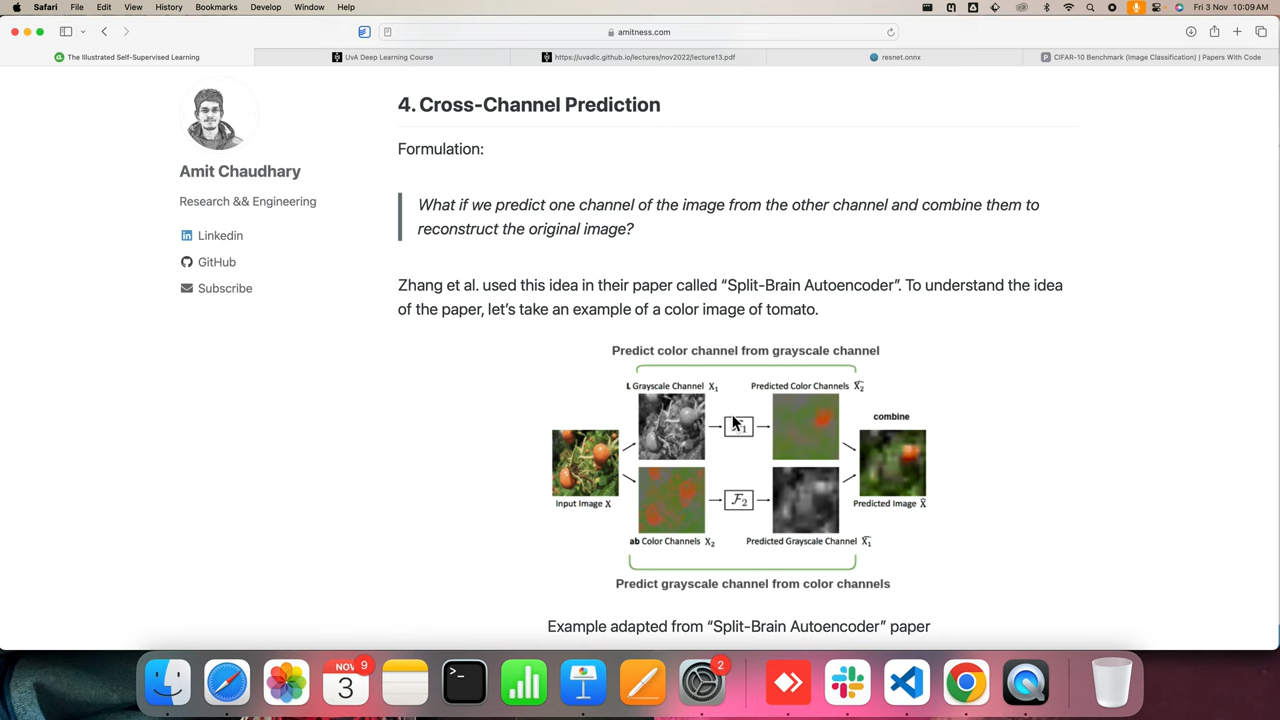 Safari File Edit View History Bookmarks Develop Window Help Fri 3 Nov 10:09 AM
amitness.com
The Illustrated Self-Supervised Learning UvA Deep Learning Course https://uvadlc.github.io/lectures/nov2022/lecture13.pdf resnet.onnx CIFAR-10 Benchmark (Image Classification) | Papers With Code
Amit Chaudhary
Research && Engineering
Linkedin
GitHub
Subscribe
4. Cross-Channel Prediction
Formulation:
What if we predict one channel of the image from the other channel and combine them to
reconstruct the original image?
Zhang et al. used this idea in their paper called “Split-Brain Autoencoder”. To understand the idea
of the paper, let’s take an example of a color image of tomato.
Predict color channel from grayscale channel
L Grayscale Channel X₁ Predicted Color Channels X̂₂
combine
Input Image X F₂ Predicted Image X̂
ab Color Channels X₂ Predicted Grayscale Channel X̂₁
Predict grayscale channel from color channels
Example adapted from “Split-Brain Autoencoder” paper
NOV 9
3
2